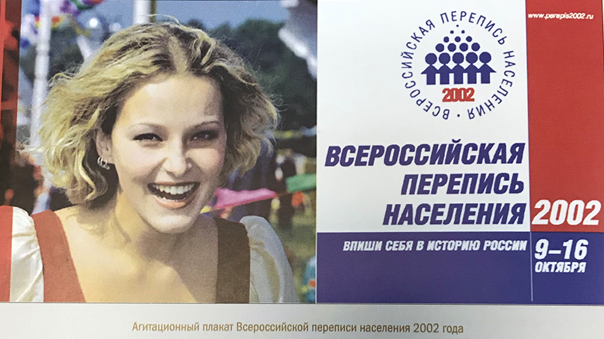 www.perepis2002.ru
ВСЕРОССИЙСКАЯ ПЕРЕПИСЬ НАСЕЛЕНИЯ •
2002
ВСЕРОССИЙСКАЯ
ПЕРЕПИСЬ
НАСЕЛЕНИЯ 2002
ВПИШИ СЕБЯ В ИСТОРИЮ РОССИИ
9–16
ОКТЯБРЯ
Агитационный плакат Всероссийской переписи населения 2002 года